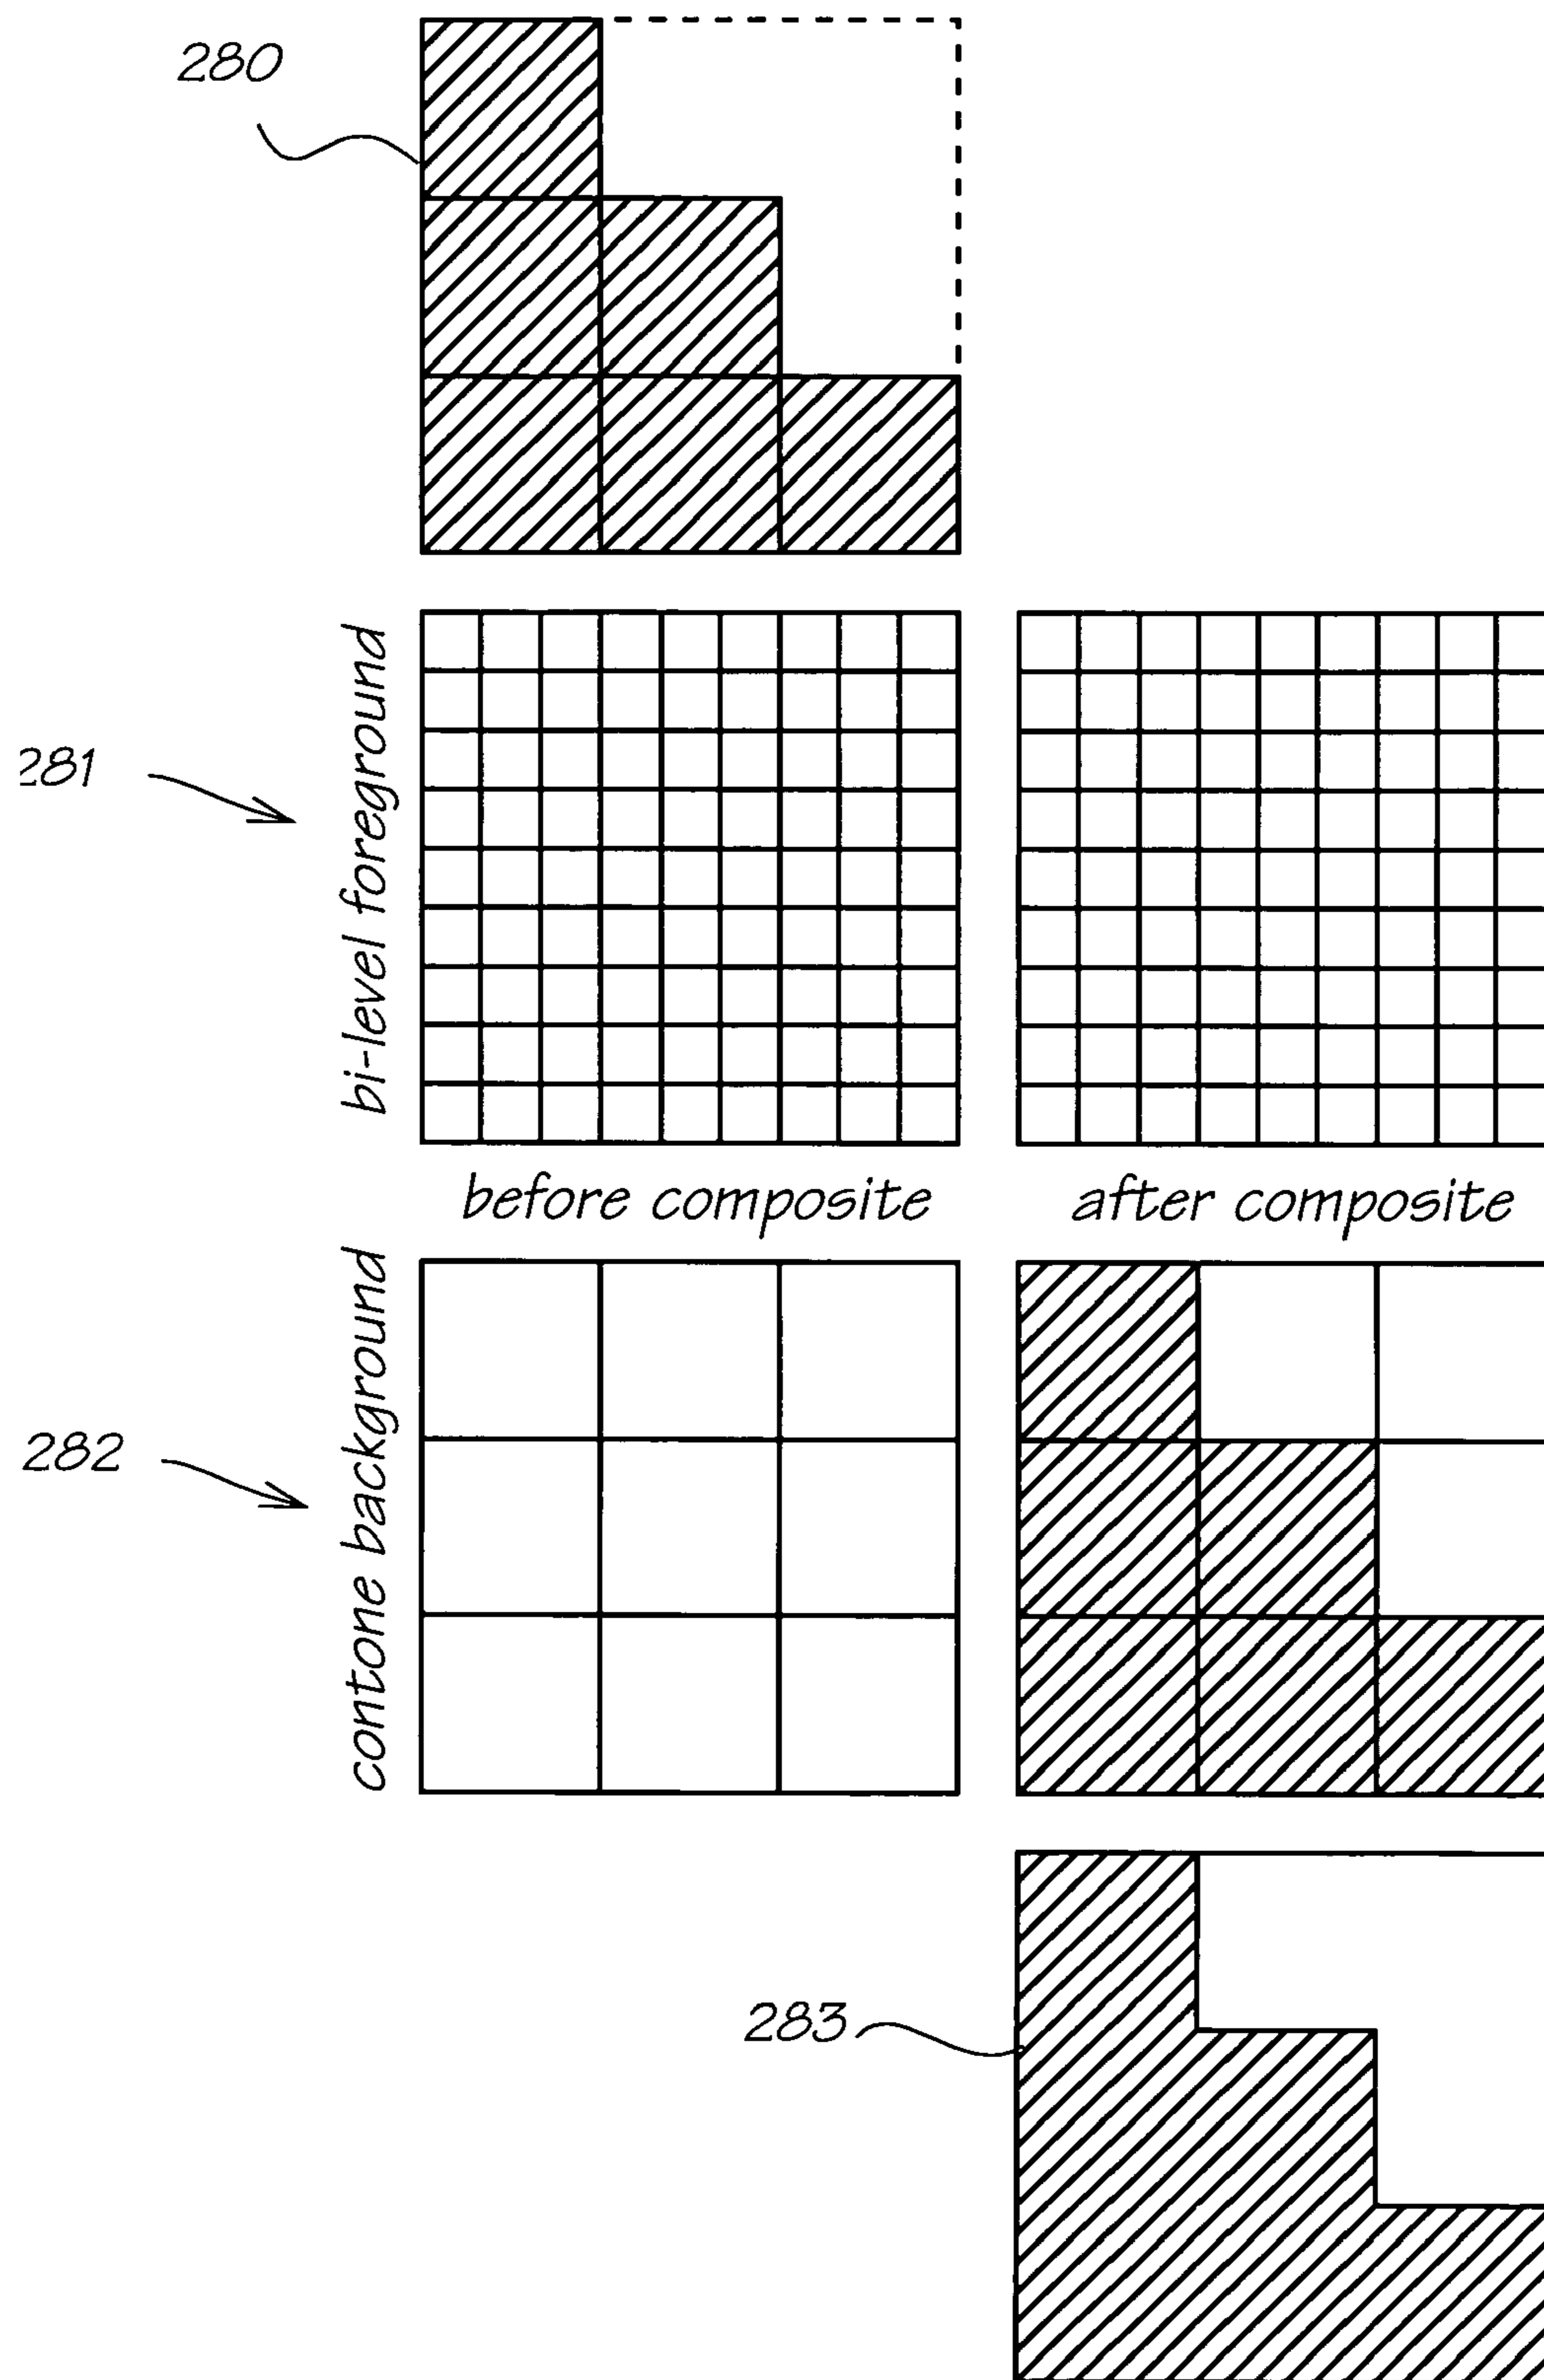 280
281
bi-level foreground
before composite
after composite
282
contone background
283